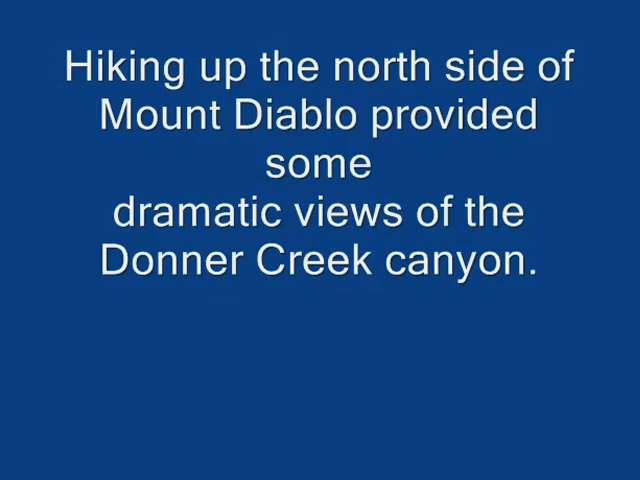 Hiking up the north side of
Mount Diablo provided
some
dramatic views of the
Donner Creek canyon.